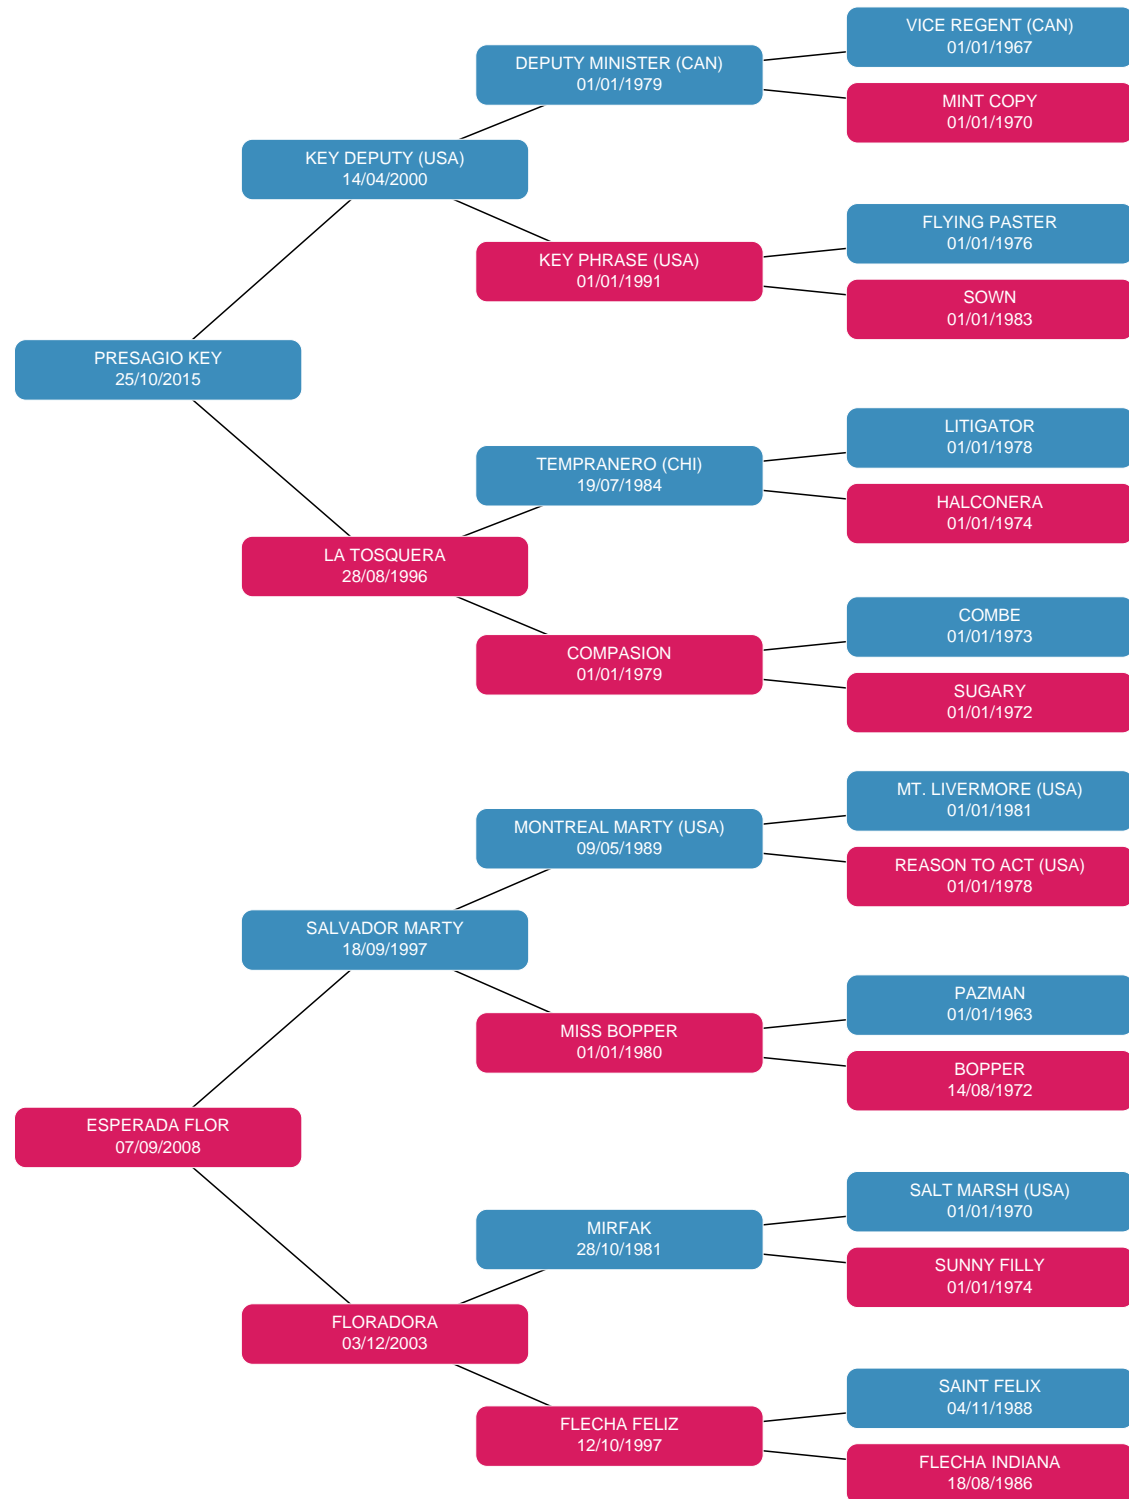 VICE REGENT (CAN)
01/01/1967
DEPUTY MINISTER (CAN)
01/01/1979
MINT COPY
01/01/1970
KEY DEPUTY (USA)
14/04/2000
FLYING PASTER
01/01/1976
KEY PHRASE (USA)
01/01/1991
SOWN
01/01/1983
PRESAGIO KEY
25/10/2015
LITIGATOR
01/01/1978
TEMPRANERO (CHI)
19/07/1984
HALCONERA
01/01/1974
LA TOSQUERA
28/08/1996
COMBE
01/01/1973
COMPASION
01/01/1979
SUGARY
01/01/1972
MT. LIVERMORE (USA)
01/01/1981
MONTREAL MARTY (USA)
09/05/1989
REASON TO ACT (USA)
01/01/1978
SALVADOR MARTY
18/09/1997
PAZMAN
01/01/1963
MISS BOPPER
01/01/1980
BOPPER
14/08/1972
ESPERADA FLOR
07/09/2008
SALT MARSH (USA)
01/01/1970
MIRFAK
28/10/1981
SUNNY FILLY
01/01/1974
FLORADORA
03/12/2003
SAINT FELIX
04/11/1988
FLECHA FELIZ
12/10/1997
FLECHA INDIANA
18/08/1986